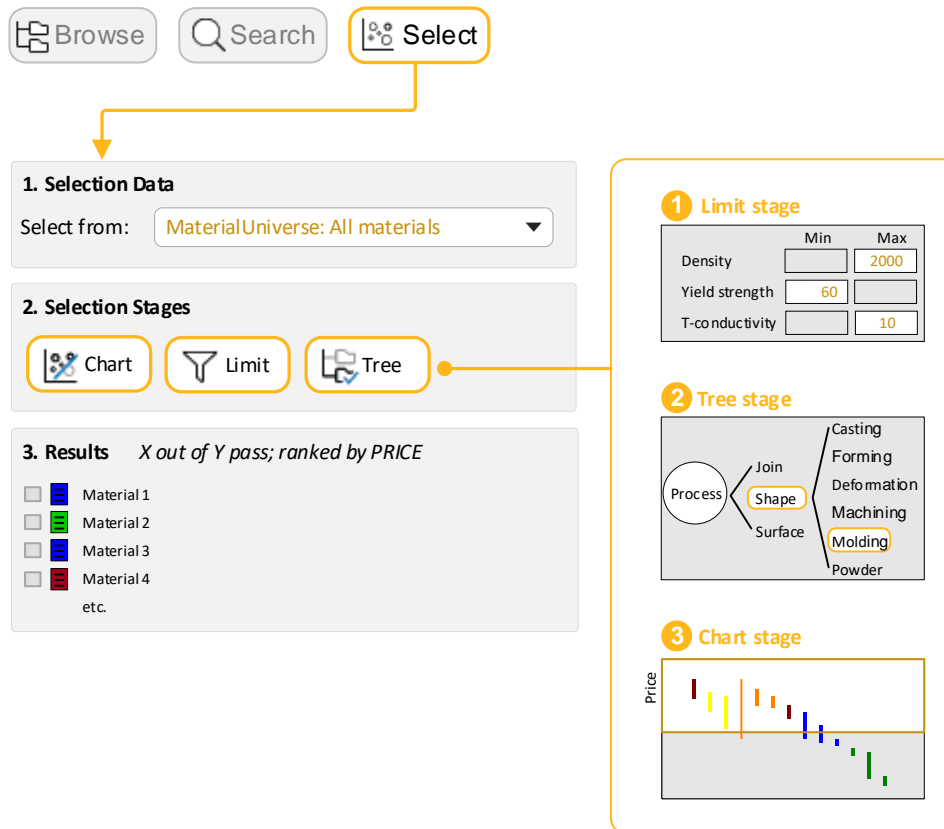 Browse
Search
Select
1. Selection Data
Select from:
MaterialUniverse: All materials
2. Selection Stages
Chart
Limit
Tree
3. Results X out of Y pass; ranked by PRICE
Material 1
Material 2
Material 3
Material 4
etc.
1 Limit stage
Min Max
Density 2000
Yield strength 60
T-conductivity 10
2 Tree stage
Process
Join
Shape
Surface
Casting
Forming
Deformation
Machining
Molding
Powder
3 Chart stage
Price